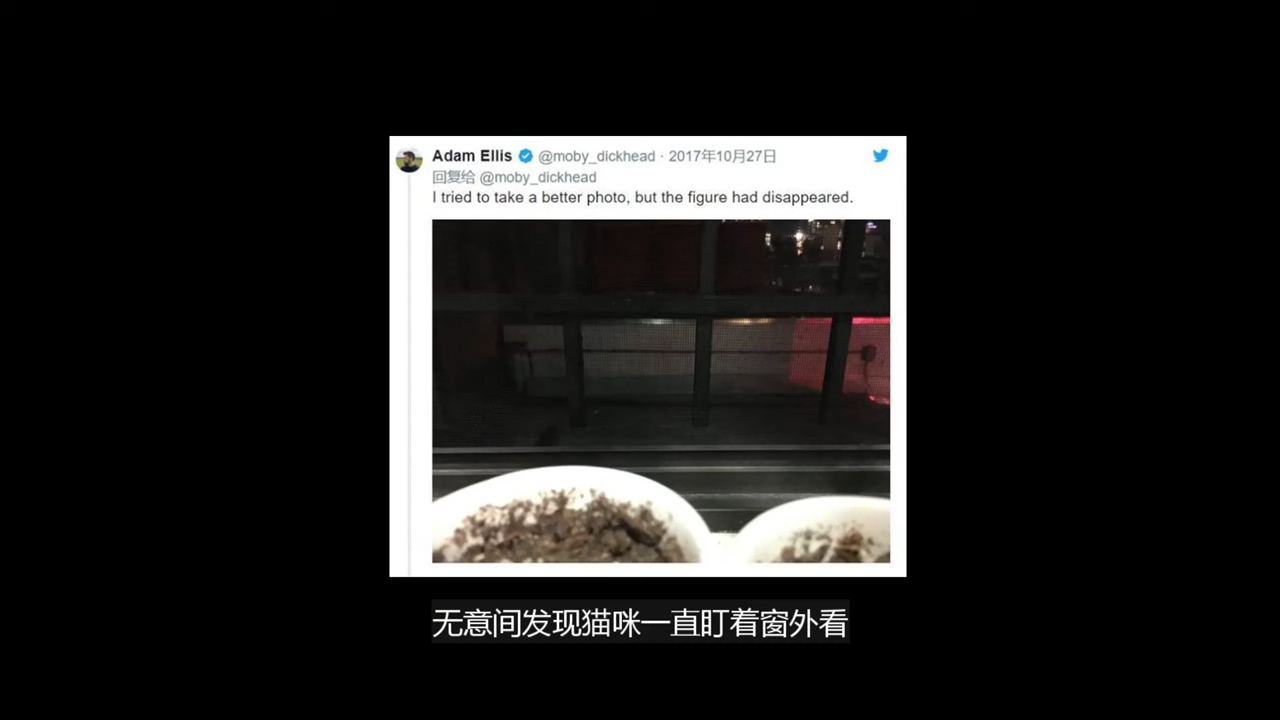 Adam Ellis @moby_dickhead · 2017年10月27日
回复给 @moby_dickhead
I tried to take a better photo, but the figure had disappeared.
无意间发现猫咪一直盯着窗外看